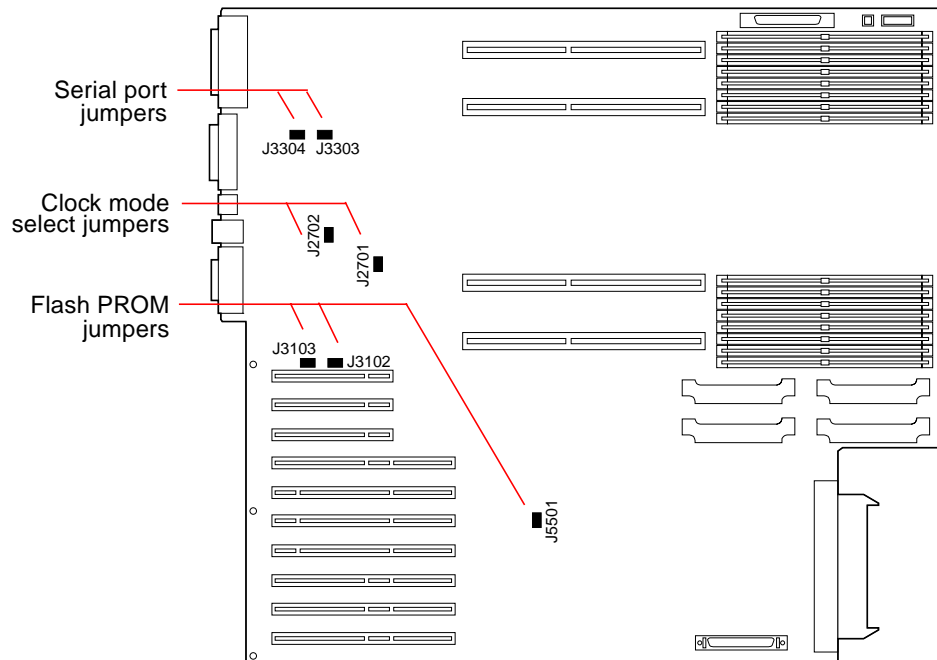 Serial port
jumpers
J3304 J3303
Clock mode
select jumpers
J2702
J2701
Flash PROM
jumpers
J3103
J3102
J5501